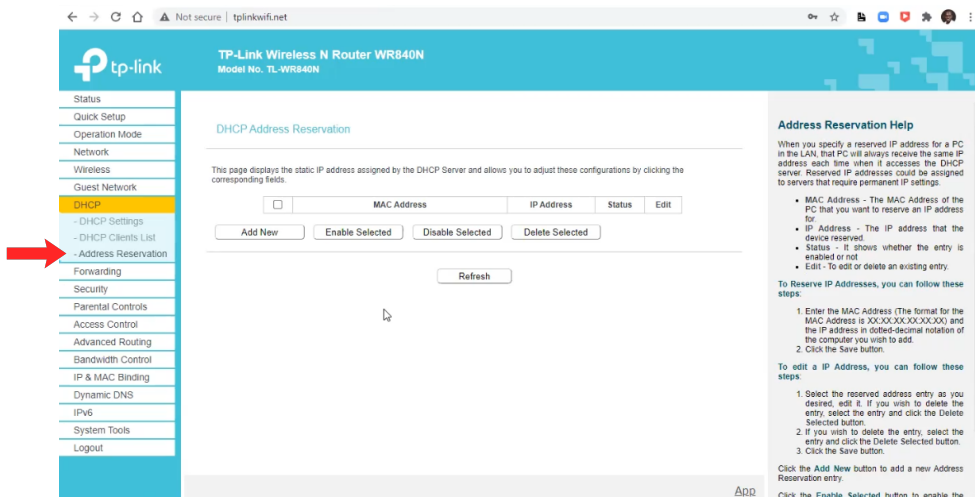 Not secure | tplinkwifi.net
tp-link
TP-Link Wireless N Router WR840N
Model No. TL-WR840N
Status
Quick Setup
Operation Mode
Network
Wireless
Guest Network
DHCP
- DHCP Settings
- DHCP Clients List
- Address Reservation
Forwarding
Security
Parental Controls
Access Control
Advanced Routing
Bandwidth Control
IP & MAC Binding
Dynamic DNS
IPv6
System Tools
Logout
DHCP Address Reservation
This page displays the static IP address assigned by the DHCP Server and allows you to adjust these configurations by clicking the
corresponding fields.
MAC Address IP Address Status Edit
Add New Enable Selected Disable Selected Delete Selected
Refresh
App
Address Reservation Help
When you specify a reserved IP address for a PC
in the LAN, that PC will always receive the same IP
address each time when it accesses the DHCP
server. Reserved IP addresses could be assigned
to servers that require permanent IP settings.
• MAC Address - The MAC Address of the
PC that you want to reserve an IP address
for.
• IP Address - The IP address that the
device reserved.
• Status - It shows whether the entry is
enabled or not
• Edit - To edit or delete an existing entry.
To Reserve IP Addresses, you can follow these
steps:
1. Enter the MAC Address (The format for the
MAC Address is XX:XX:XX:XX:XX:XX) and
the IP address in dotted-decimal notation of
the computer you wish to add.
2. Click the Save button.
To edit a IP Address, you can follow these
steps:
1. Select the reserved address entry as you
desired, edit it. If you wish to delete the
entry, select the entry and click the Delete
Selected button.
2. If you wish to delete the entry, select the
entry and click the Delete Selected button.
3. Click the Save button.
Click the Add New button to add a new Address
Reservation entry.
Click the Enable Selected button to enable the